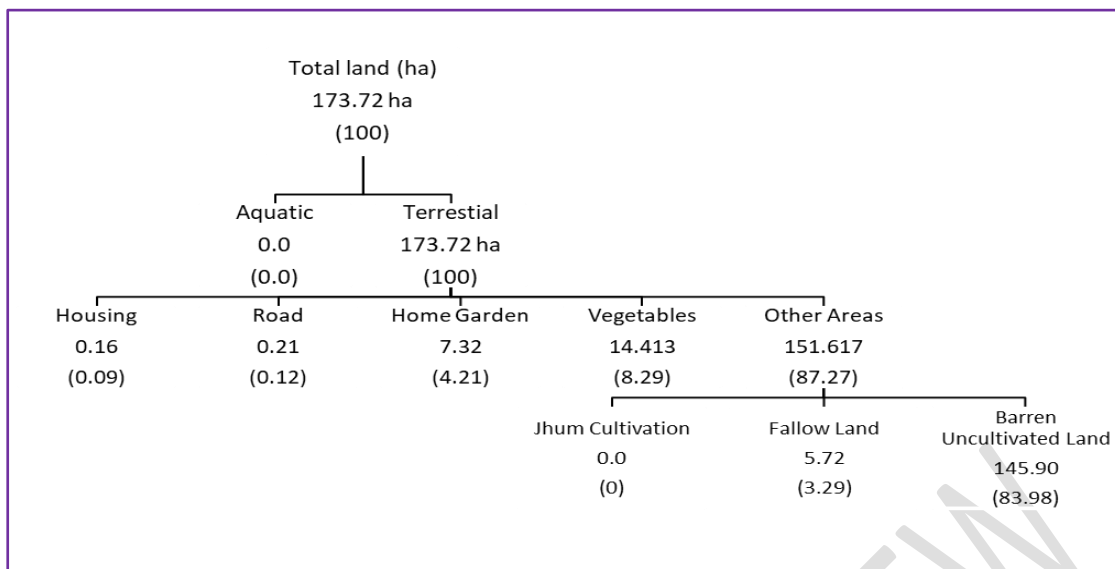 Total land (ha)
173.72 ha
(100)
Aquatic
0.0
(0.0)
Terrestial
173.72 ha
(100)
Housing
0.16
(0.09)
Road
0.21
(0.12)
Home Garden
7.32
(4.21)
Vegetables
14.413
(8.29)
Other Areas
151.617
(87.27)
Jhum Cultivation
0.0
(0)
Fallow Land
5.72
(3.29)
Barren
Uncultivated Land
145.90
(83.98)